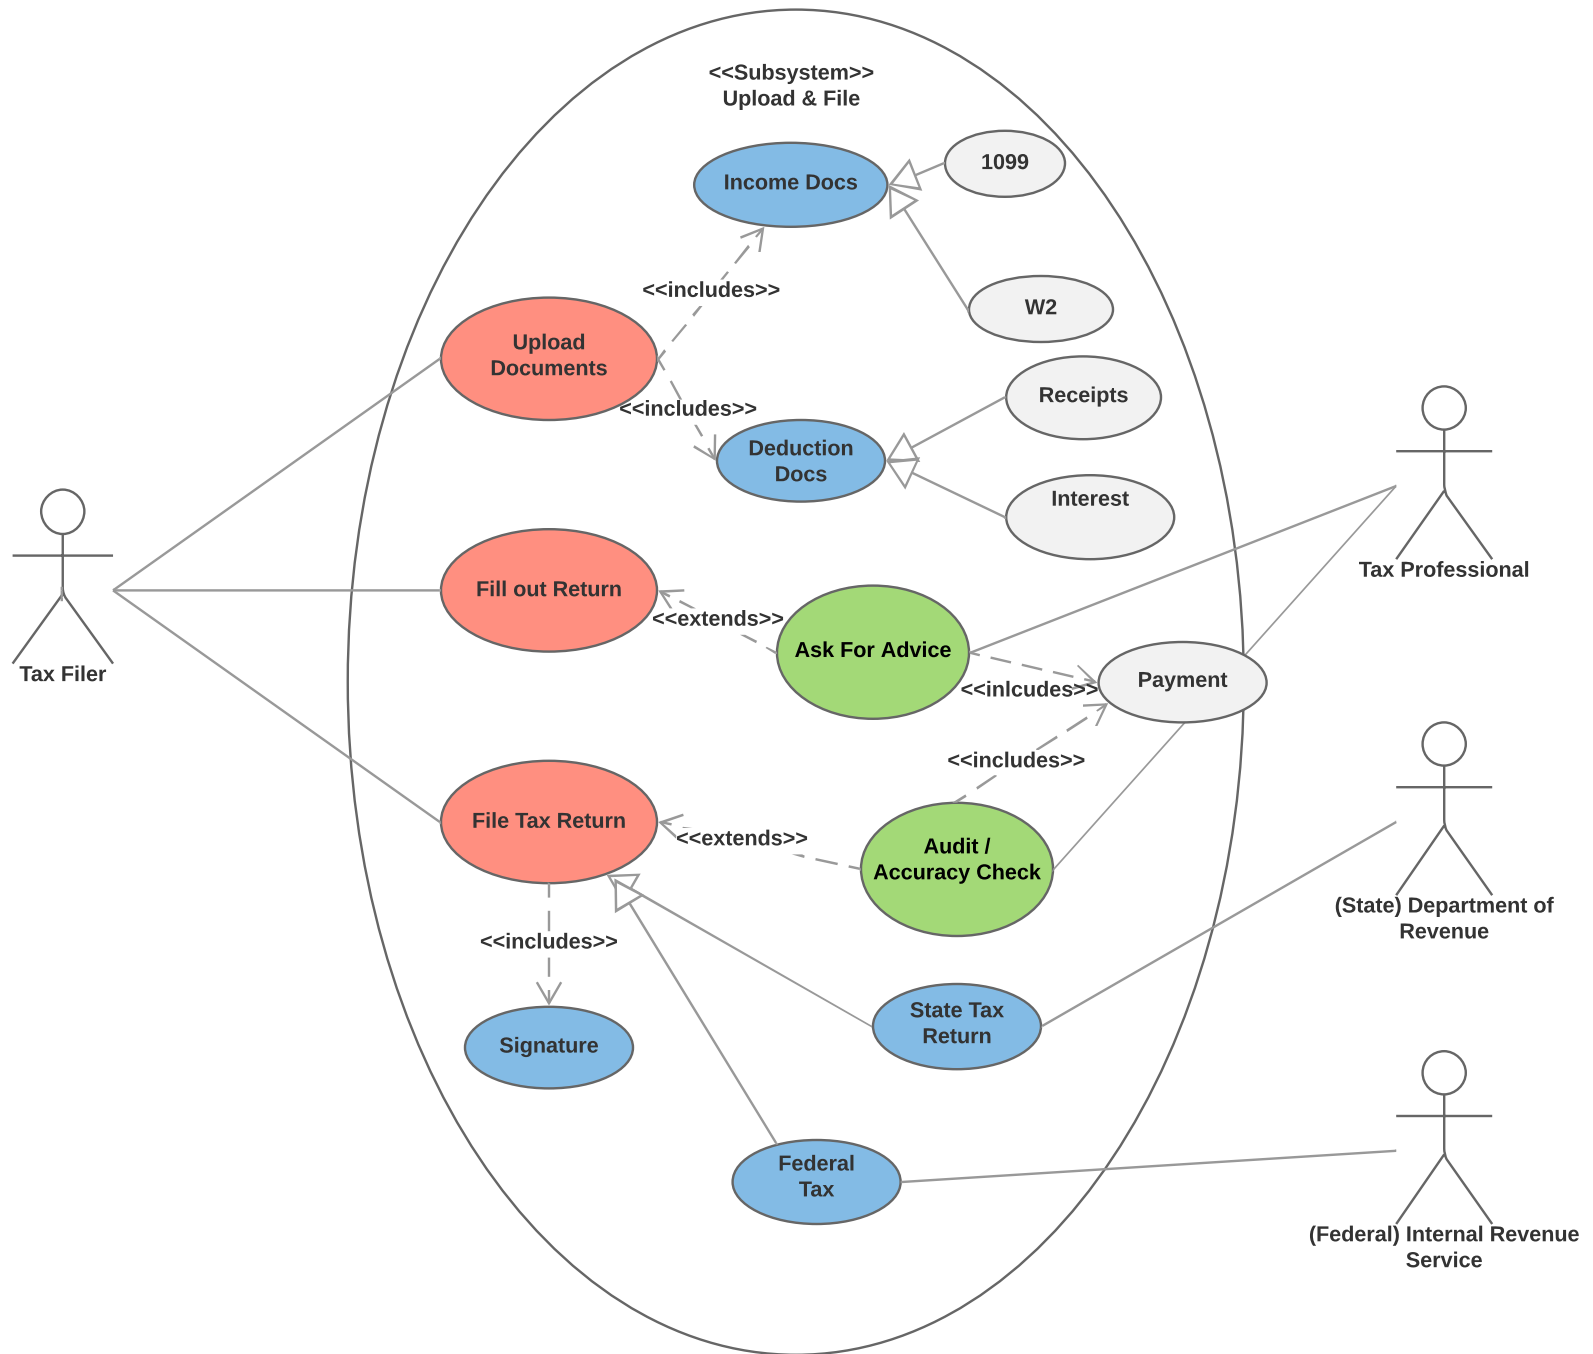 <<Subsystem>>
Upload & File
1099
Income Docs
<<includes>>
W2
Upload
Documents
Receipts
<<includes>>
Deduction
Docs
Interest
Tax Professional
Fill out Return
<<extends>>
Ask For Advice
Tax Filer
Payment
<<inlcudes>>
<<includes>>
File Tax Return
<<extends>>
Audit /
Accuracy Check
(State) Department of
Revenue
<<includes>>
State Tax
Return
Signature
Federal
Tax
(Federal) Internal Revenue
Service